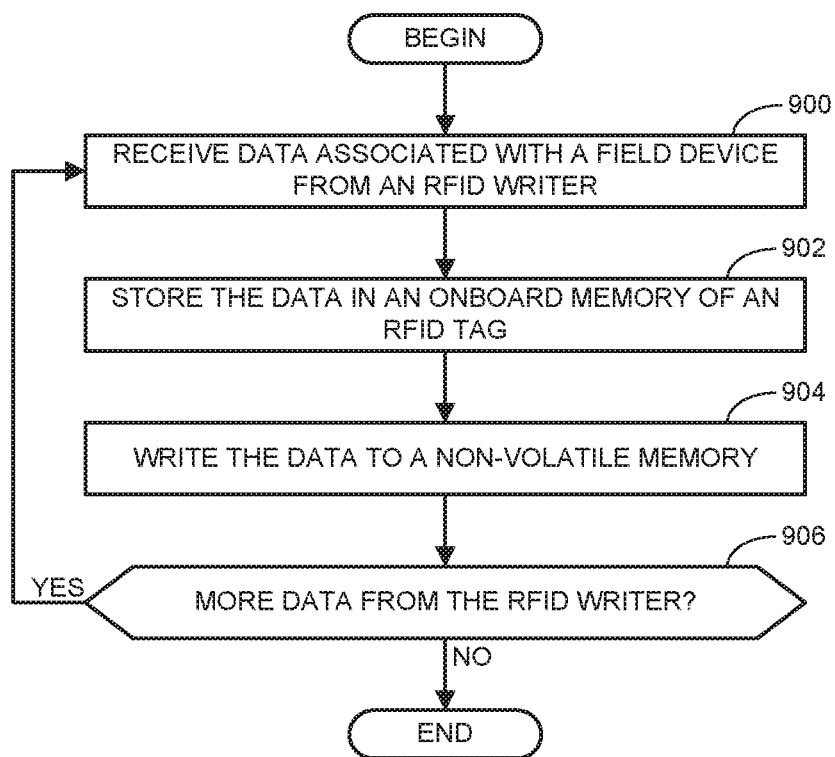 BEGIN
900
RECEIVE DATA ASSOCIATED WITH A FIELD DEVICE
FROM AN RFID WRITER
902
STORE THE DATA IN AN ONBOARD MEMORY OF AN
RFID TAG
904
WRITE THE DATA TO A NON-VOLATILE MEMORY
906
YES
MORE DATA FROM THE RFID WRITER?
NO
END